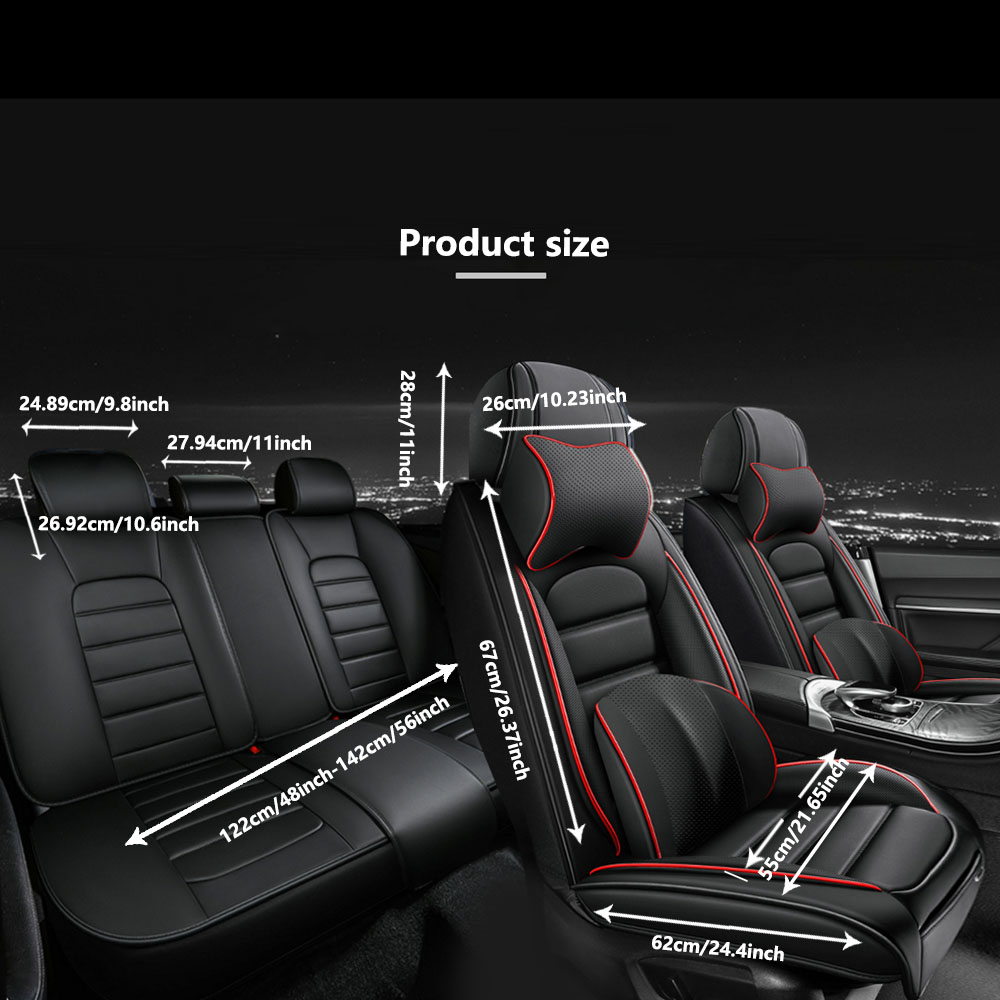 Product size
28cm/11inch
26cm/10.23inch
24.89cm/9.8inch
27.94cm/11inch
26.92cm/10.6inch
67cm/26.37inch
122cm/48inch-142cm/56inch
55cm/21.65inch
62cm/24.4inch